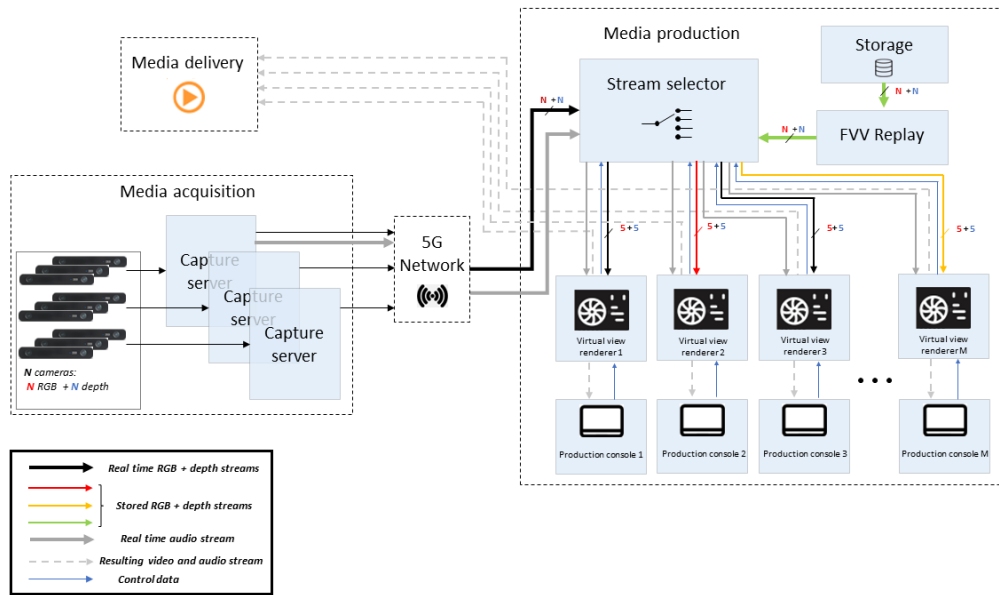 Media production
Media delivery
Storage
Stream selector
N + N
N + N
N + N
FVV Replay
Media acquisition
Capture server
Capture server
Capture server
5G Network
N cameras:
N RGB + N depth
5 + 5
5 + 5
5 + 5
5 + 5
Virtual view
renderer 1
Virtual view
renderer 2
Virtual view
renderer 3
Virtual view
renderer M
• • •
Production console 1
Production console 2
Production console 3
Production console M
Real time RGB + depth streams
Stored RGB + depth streams
Real time audio stream
Resulting video and audio stream
Control data